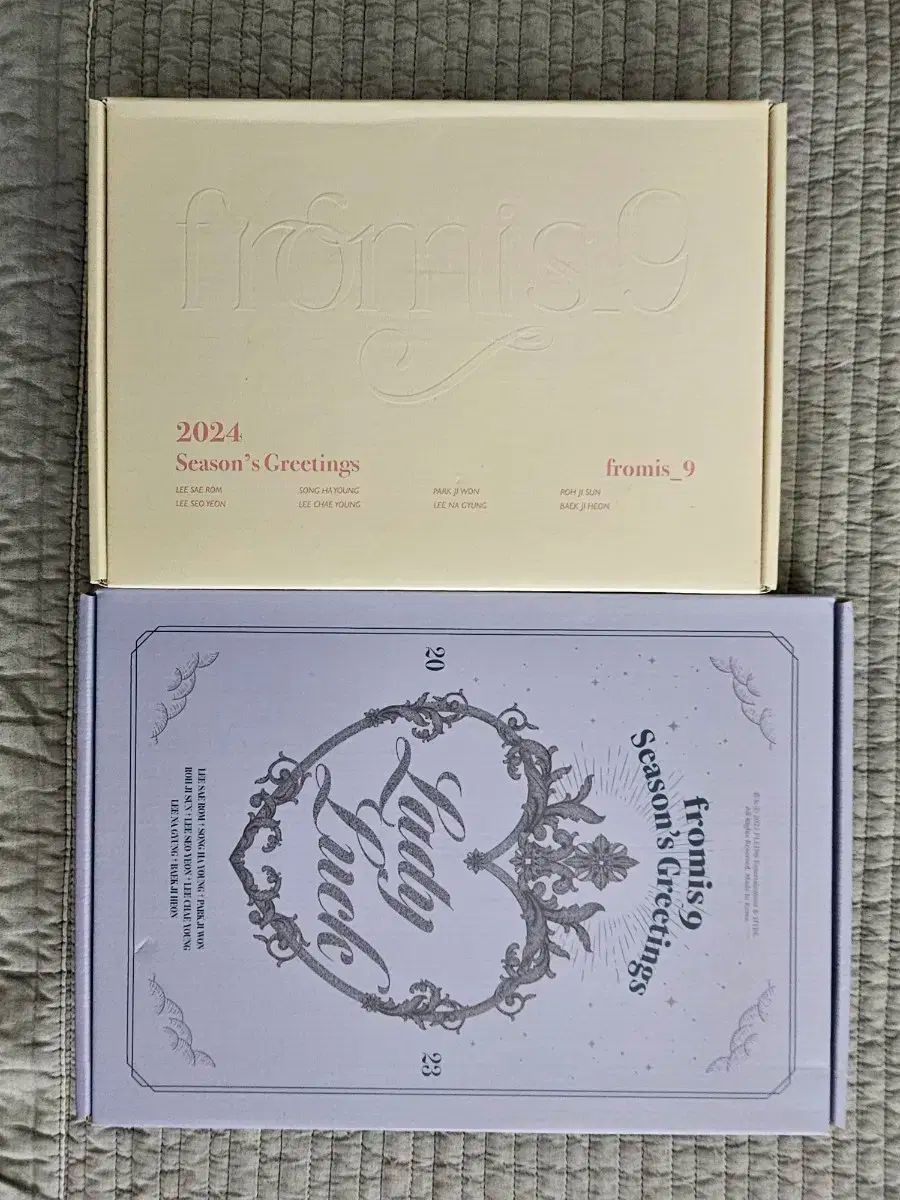 fromis_9
2024
Season's Greetings
fromis_9
LEE SAE ROM SONG HA YOUNG PARK JI WON ROH JI SUN
LEE SEO YEON LEE CHAE YOUNG LEE NA GYUNG BAEK JI HEON
fromis 9
Season's Greetings
20 23
Lady
Luck
LEE SAE ROM + SONG HA YOUNG + PARK JI WON
ROH JI SUN + LEE SEO YEON + LEE CHAE YOUNG
LEE NA GYUNG + BAEK JI HEON
All Rights Reserved. Made in Korea.